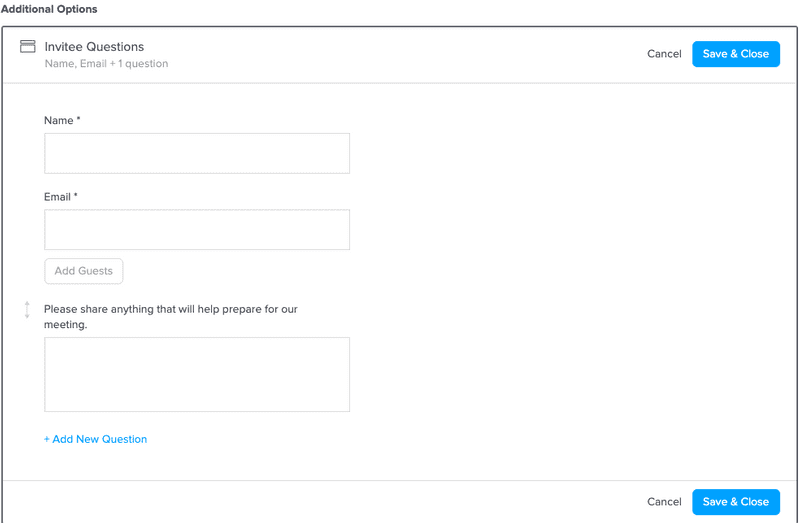 Additional Options
Invitee Questions
Name, Email + 1 question
Cancel
Save & Close
Name *
Email *
Add Guests
Please share anything that will help prepare for our
meeting.
+ Add New Question
Cancel
Save & Close